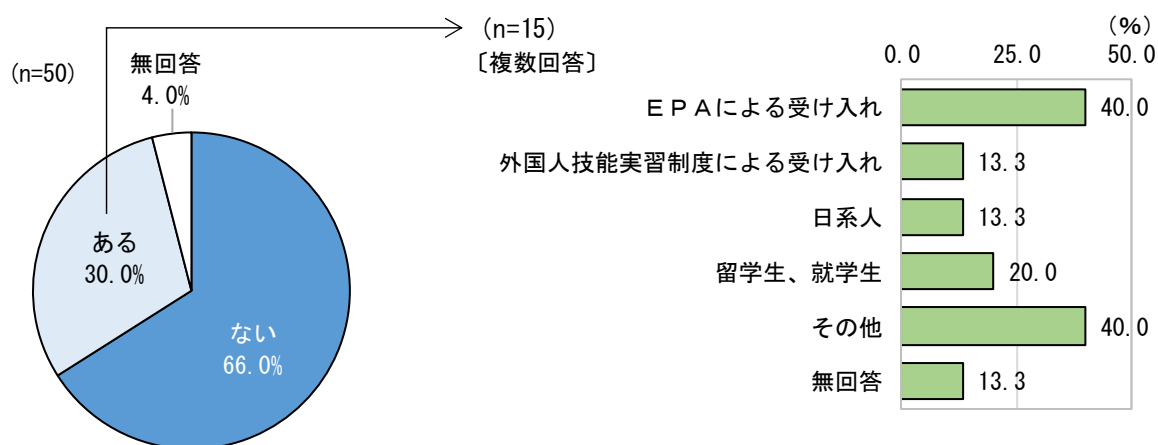 (n=50)
無回答
4.0%
ある
30.0%
ない
66.0%
(n=15)
〔複数回答〕
(%)
0.0 25.0 50.0
ＥＰＡによる受け入れ 40.0
外国人技能実習制度による受け入れ 13.3
日系人 13.3
留学生、就学生 20.0
その他 40.0
無回答 13.3